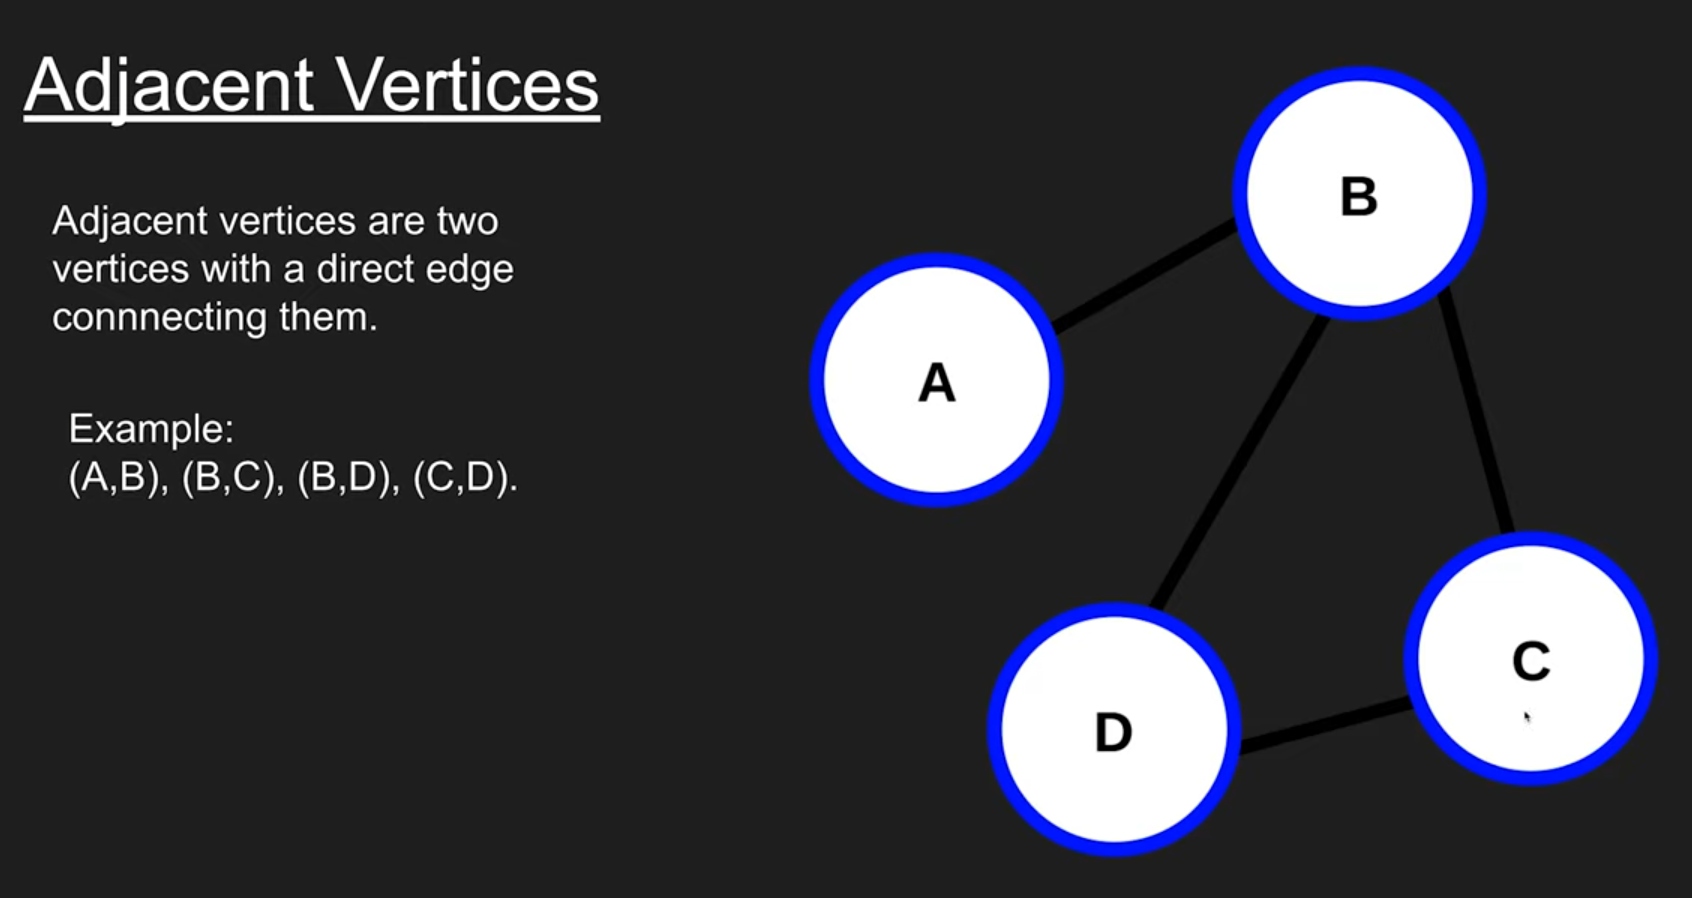 Adjacent Vertices
Adjacent vertices are two
vertices with a direct edge
connnecting them.
Example:
(A,B), (B,C), (B,D), (C,D).
B
A
C
D